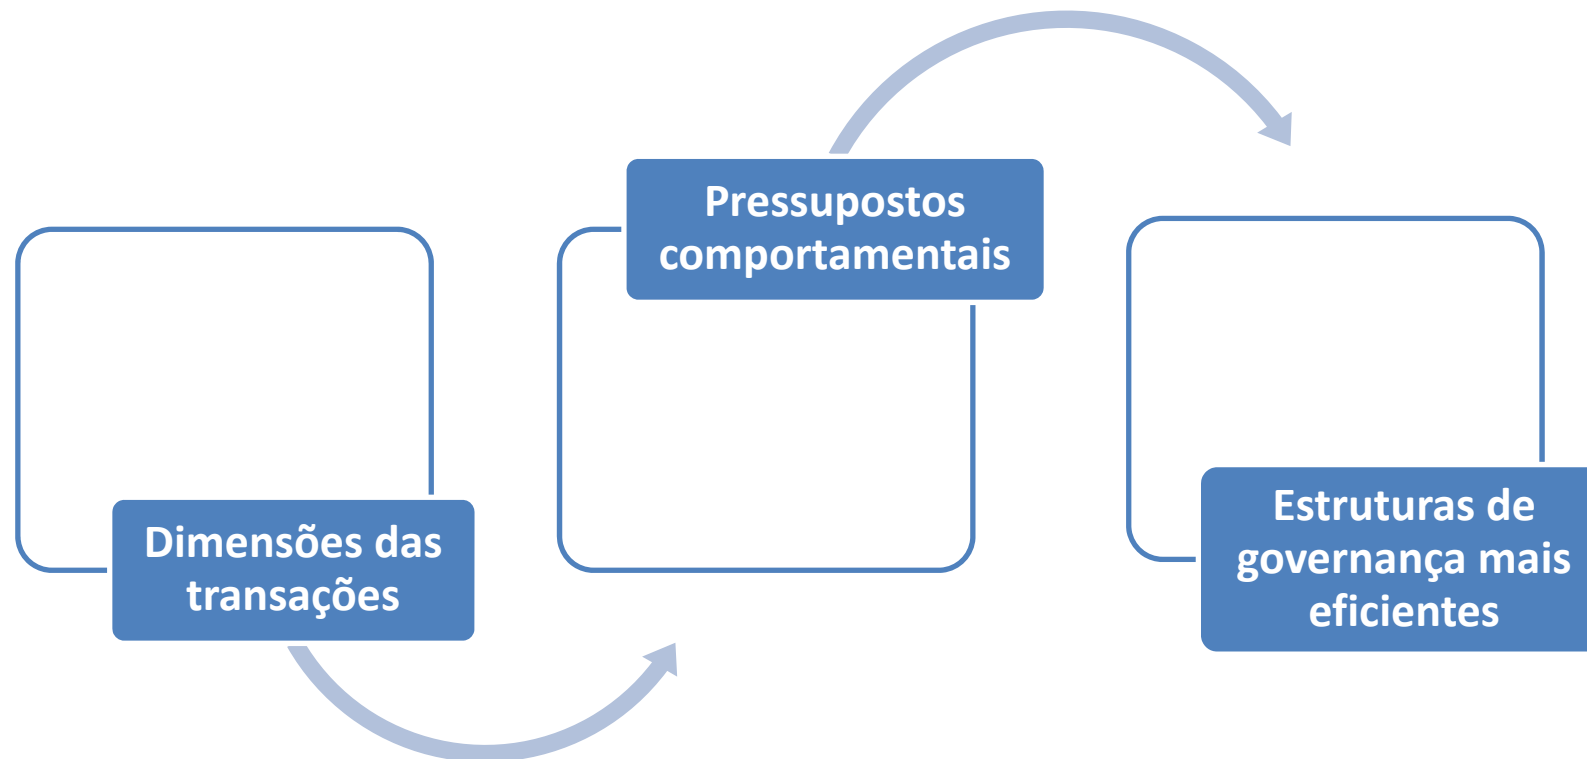 Dimensões das
transações
Pressupostos
comportamentais
Estruturas de
governança mais
eficientes